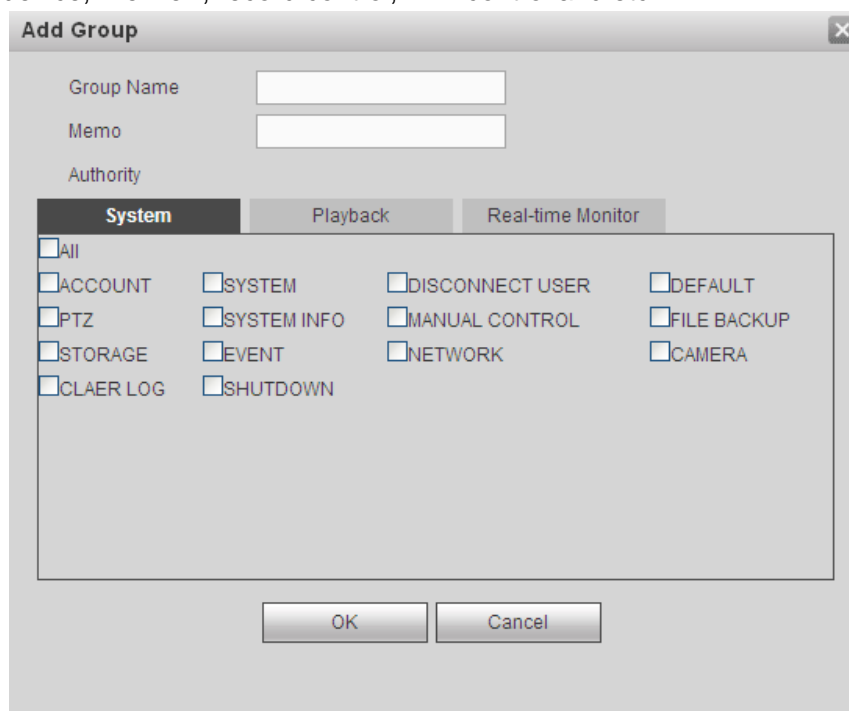 Add Group
Group Name
Memo
Authority
System Playback Real-time Monitor
All
ACCOUNT SYSTEM DISCONNECT USER DEFAULT
PTZ SYSTEM INFO MANUAL CONTROL FILE BACKUP
STORAGE EVENT NETWORK CAMERA
CLAER LOG SHUTDOWN
OK Cancel